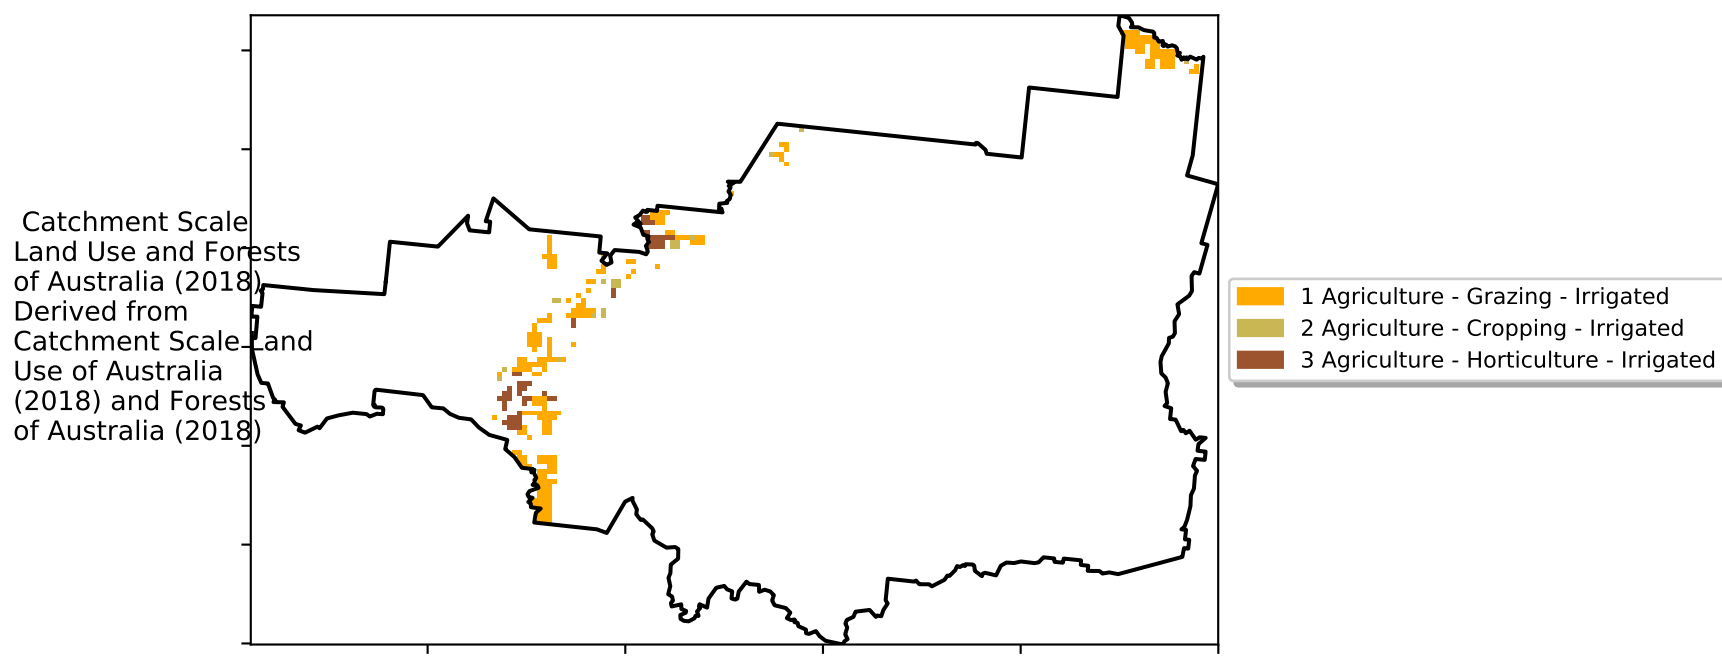 Catchment Scale
Land Use and Forests
of Australia (2018)
Derived from
Catchment Scale Land
Use of Australia
(2018) and Forests
of Australia (2018)
1 Agriculture - Grazing - Irrigated
2 Agriculture - Cropping - Irrigated
3 Agriculture - Horticulture - Irrigated